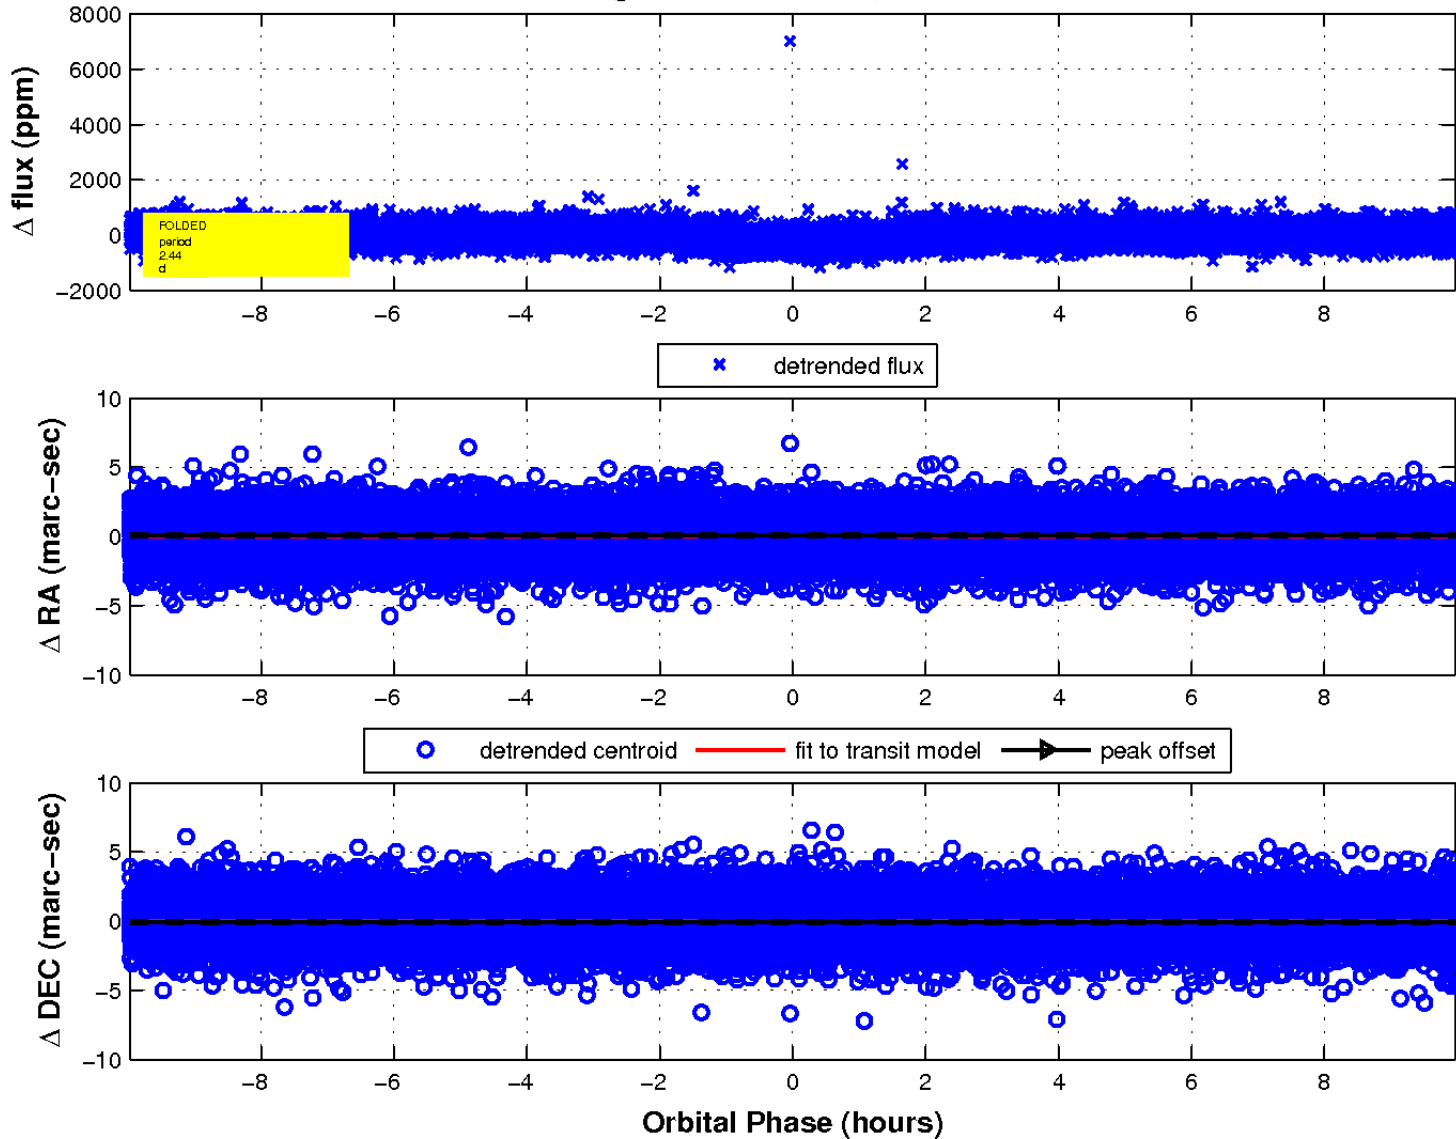 8000
6000
4000
2000
0
−2000
Δ flux (ppm)
FOLDED
period
2.44
d
−8 −6 −4 −2 0 2 4 6 8
detrended flux
10
5
0
−5
−10
Δ RA (marc−sec)
−8 −6 −4 −2 0 2 4 6 8
detrended centroid fit to transit model peak offset
10
5
0
−5
−10
Δ DEC (marc−sec)
−8 −6 −4 −2 0 2 4 6 8
Orbital Phase (hours)